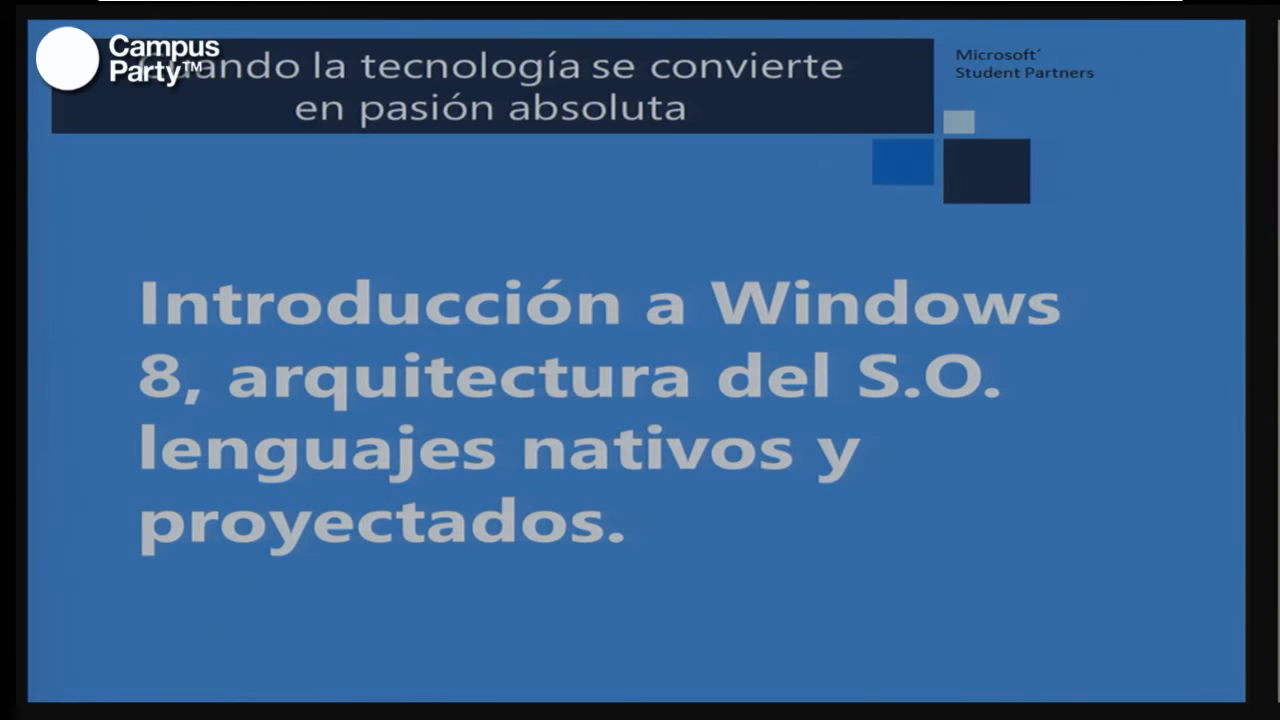 Campus
Party™
ando la tecnología se convierte
en pasión absoluta
Microsoft
Student Partners
Introducción a Windows
8, arquitectura del S.O.
lenguajes nativos y
proyectados.